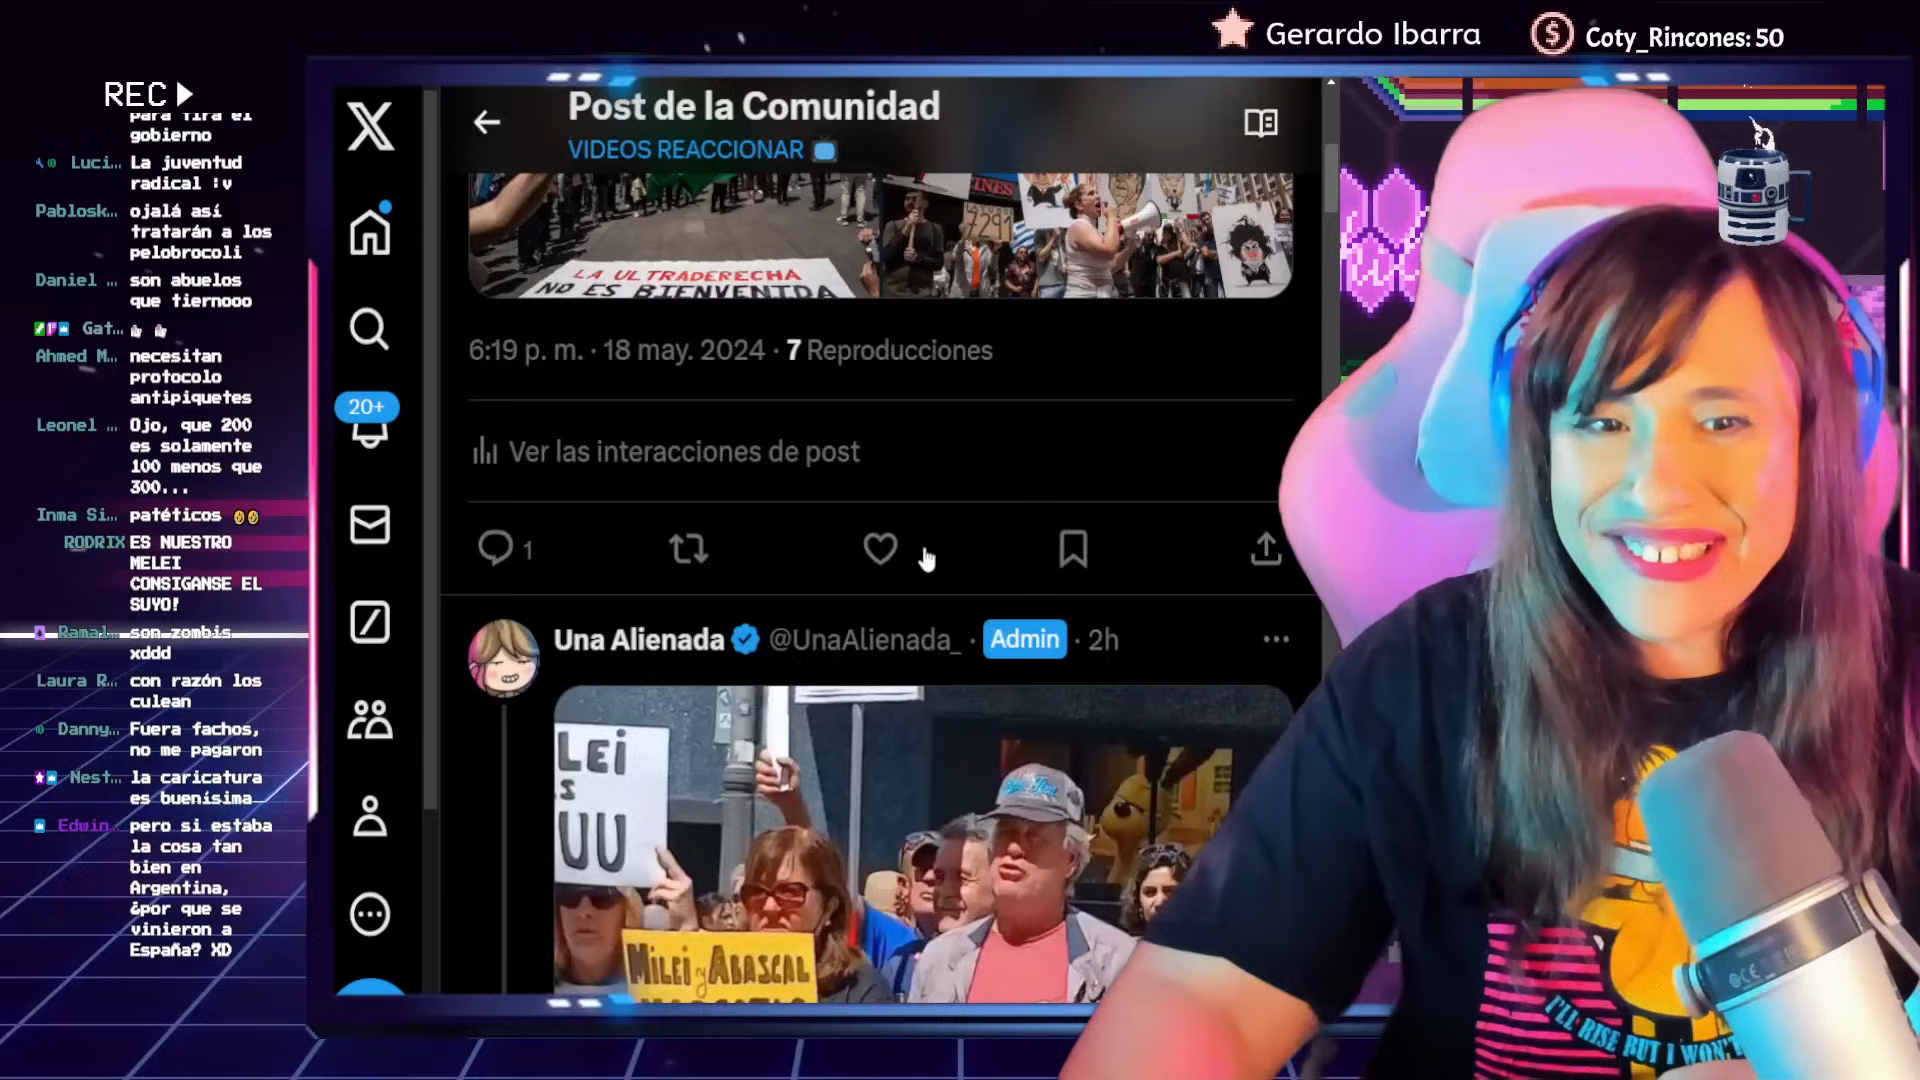 Gerardo Ibarra
Coty_Rincones: 50
REC
para tira el
gobierno
Luci... La juventud
radical :v
Pablosk... ojalá así
tratarán a los
pelobrocoli
Daniel ... son abuelos
que tiernooo
Gat...
Ahmed M... necesitan
protocolo
antipiquetes
Leonel ... Ojo, que 200
es solamente
100 menos que
300...
Inma Si... patéticos
RODRIX ES NUESTRO
MELEI
CONSIGANSE EL
SUYO!
Ramal... son zombis
xddd
Laura R... con razón los
culean
Danny... Fuera fachos,
no me pagaron
Nest... la caricatura
es buenísima
Edwin... pero si estaba
la cosa tan
bien en
Argentina,
¿por que se
vinieron a
España? XD
20+
Post de la Comunidad
VIDEOS REACCIONAR
LA ULTRADERECHA
NO ES BIENVENIDA
7291
6:19 p. m. · 18 may. 2024 · 7 Reproducciones
Ver las interacciones de post
1
Una Alienada @UnaAlienada_ · Admin · 2h
LEi
S
UU
MiLEi y ABASCAL
I'LL RISE BUT I WON'T